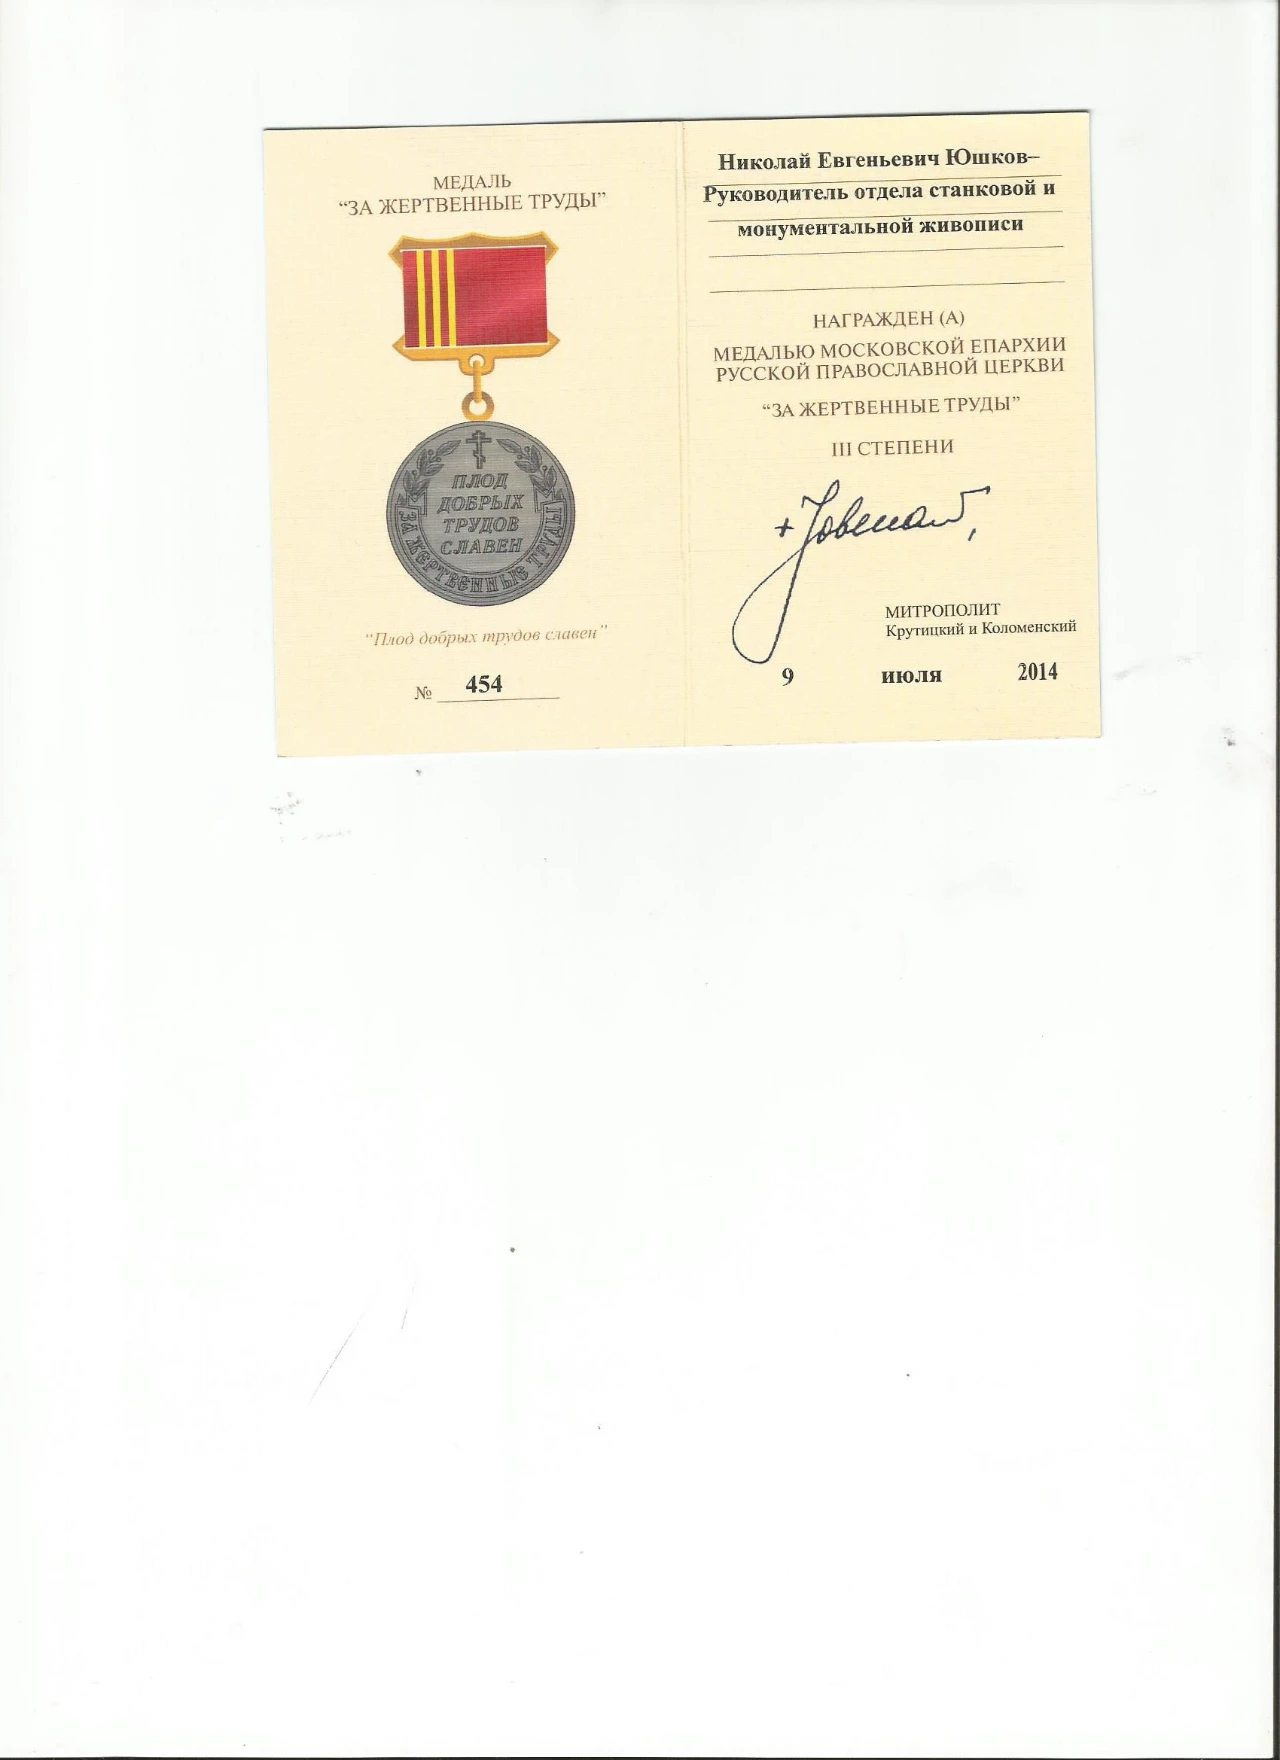 МЕДАЛЬ
“ЗА ЖЕРТВЕННЫЕ ТРУДЫ”
ПЛОД
ДОБРЫХ
ТРУДОВ
СЛАВЕН
ЗА ЖЕРТВЕННЫЕ ТРУДЫ
“Плод добрых трудов славен”
№ 454
Николай Евгеньевич Юшков–
Руководитель отдела станковой и
монументальной живописи
НАГРАЖДЕН (А)
МЕДАЛЬЮ МОСКОВСКОЙ ЕПАРХИИ
РУССКОЙ ПРАВОСЛАВНОЙ ЦЕРКВИ
“ЗА ЖЕРТВЕННЫЕ ТРУДЫ”
III СТЕПЕНИ
+Ювеналий
МИТРОПОЛИТ
Крутицкий и Коломенский
9 июля 2014